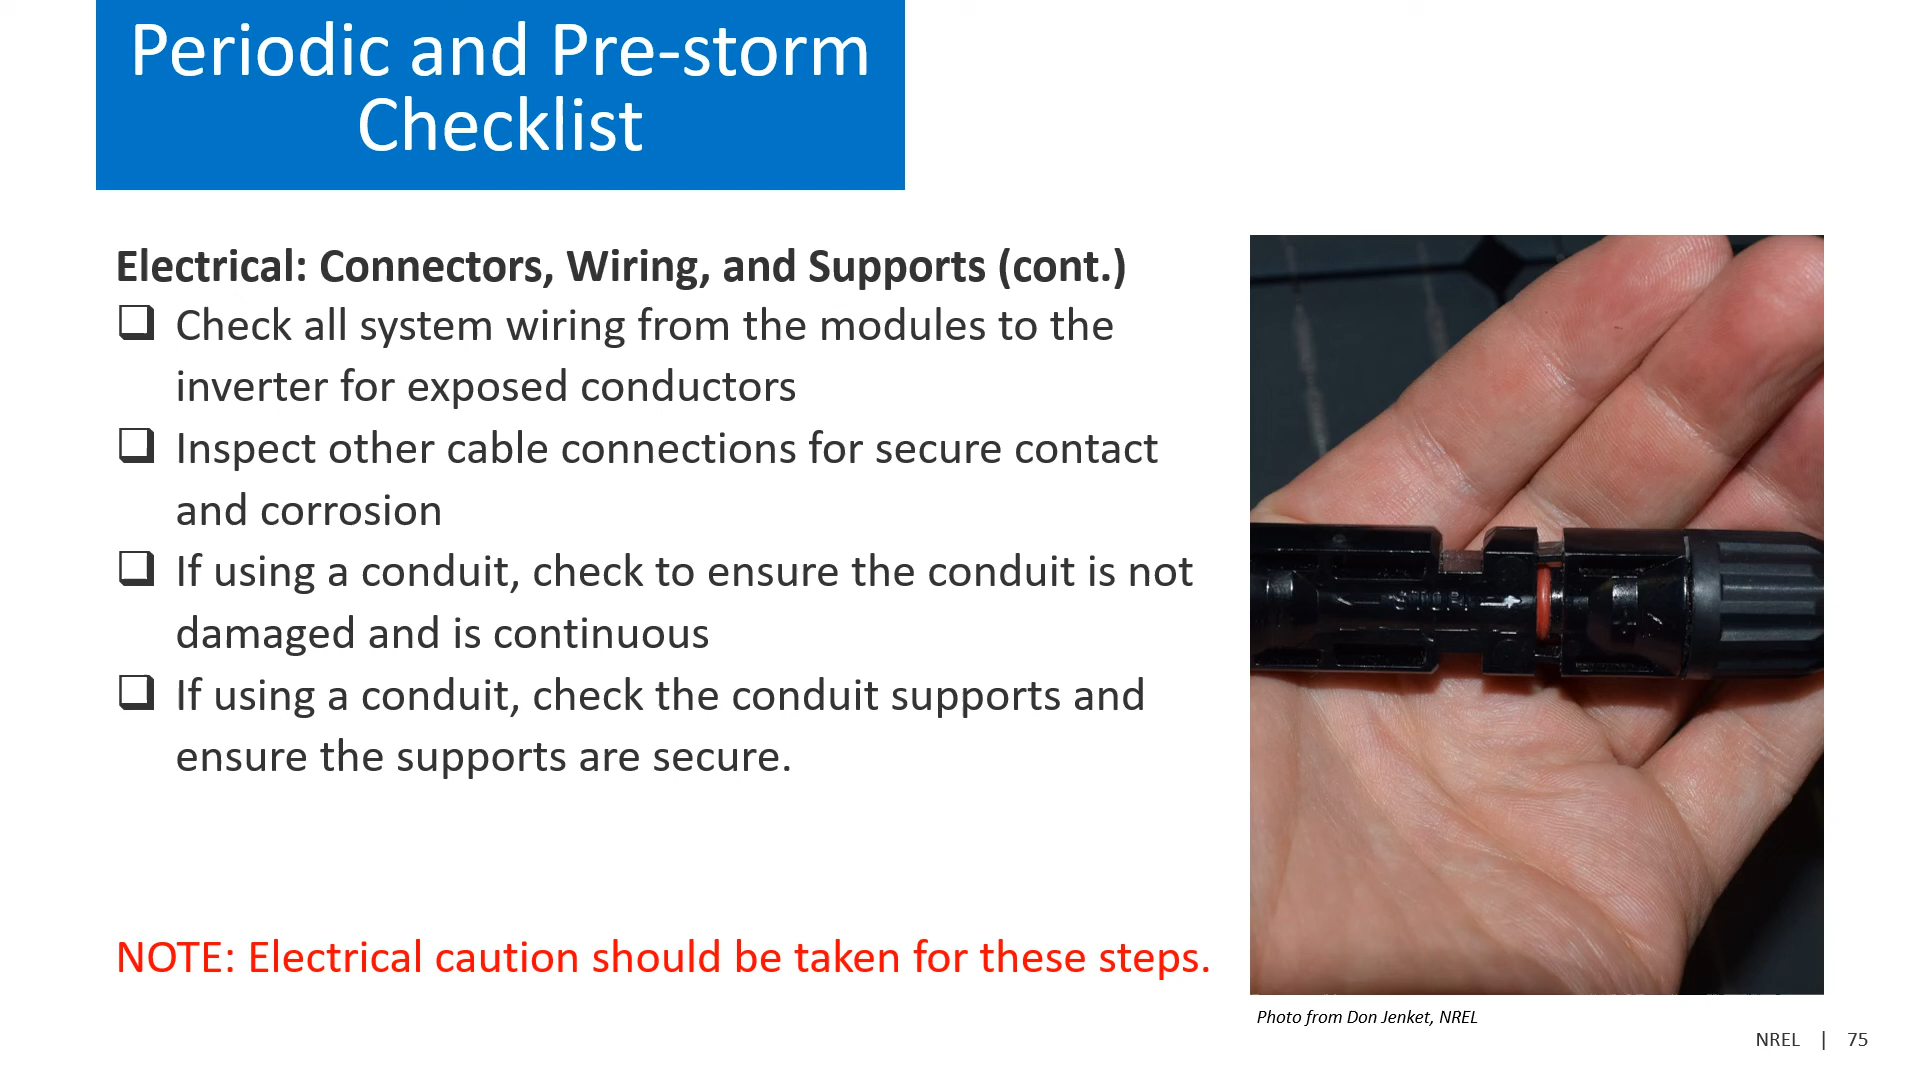 Periodic and Pre-storm
Checklist
Electrical: Connectors, Wiring, and Supports (cont.)
Check all system wiring from the modules to the
inverter for exposed conductors
Inspect other cable connections for secure contact
and corrosion
If using a conduit, check to ensure the conduit is not
damaged and is continuous
If using a conduit, check the conduit supports and
ensure the supports are secure.
NOTE: Electrical caution should be taken for these steps.
Photo from Don Jenket, NREL
NREL | 75